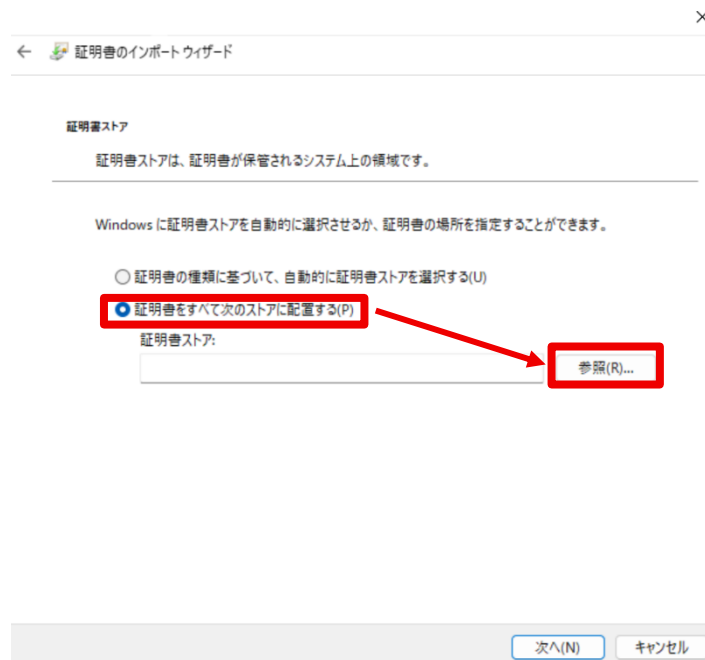 証明書のインポート ウィザード
証明書ストア
証明書ストアは、証明書が保管されるシステム上の領域です。
Windows に証明書ストアを自動的に選択させるか、証明書の場所を指定することができます。
証明書の種類に基づいて、自動的に証明書ストアを選択する(U)
証明書をすべて次のストアに配置する(P)
証明書ストア:
参照(R)...
次へ(N) キャンセル